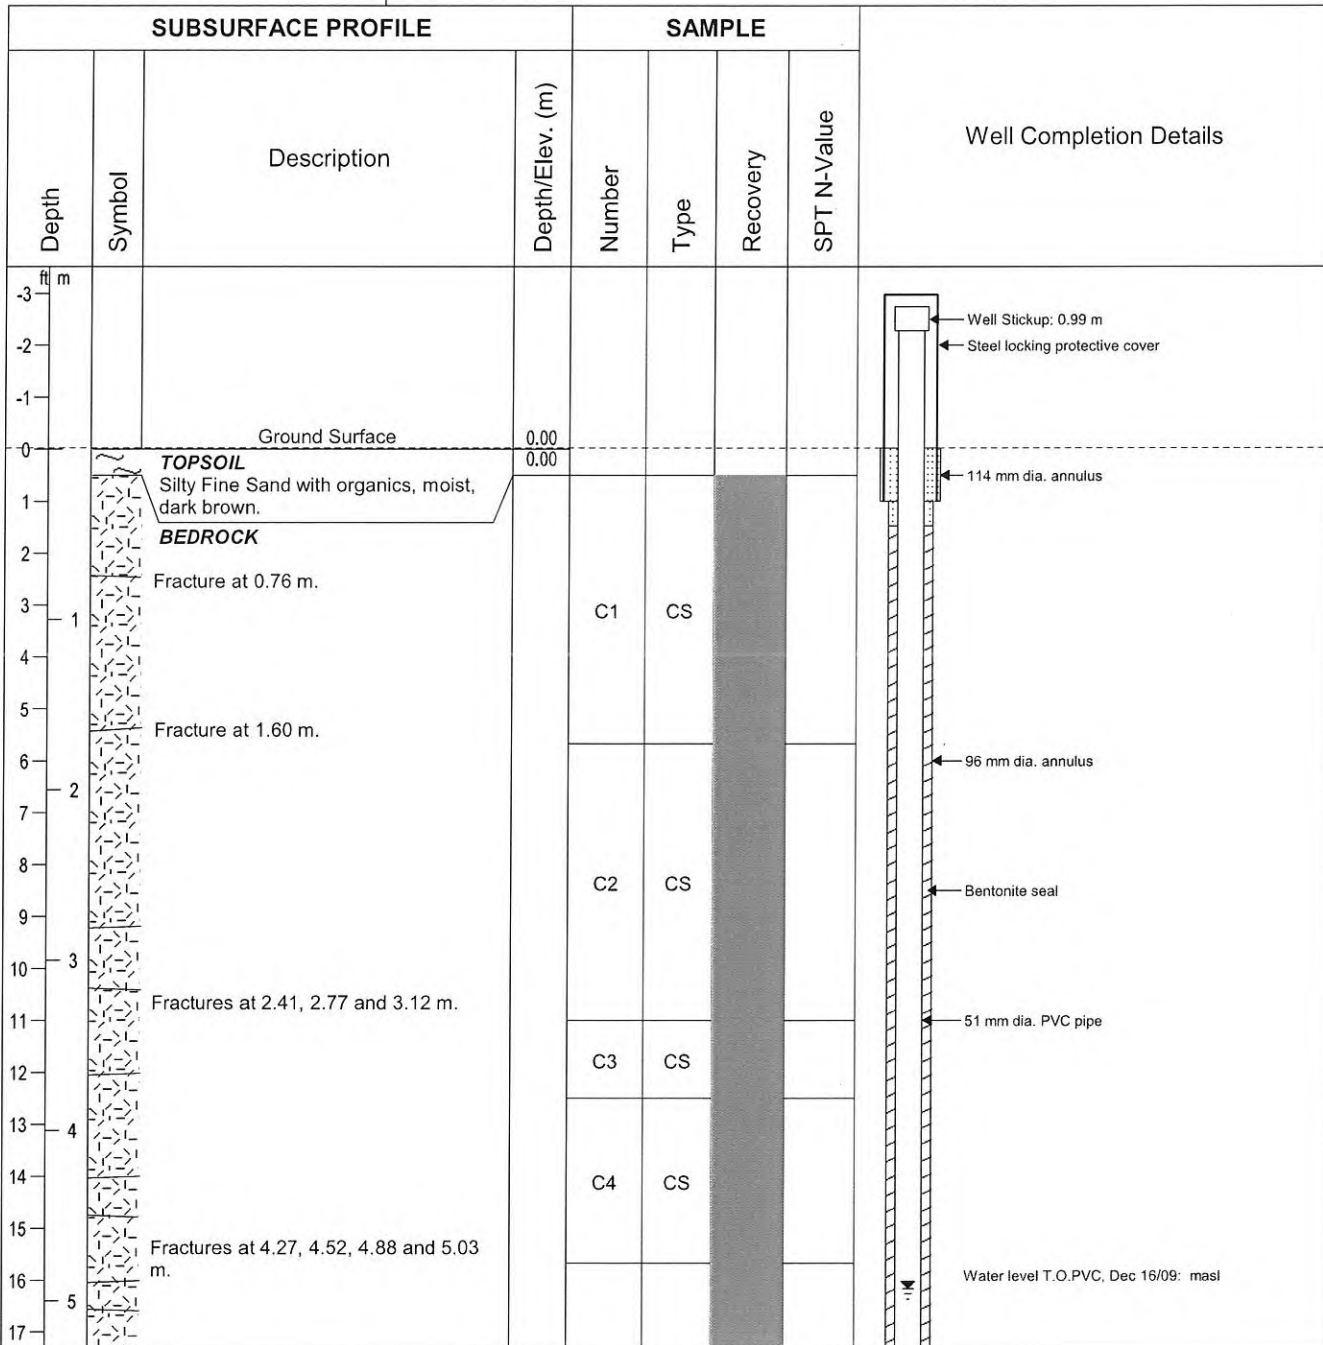 SUBSURFACE PROFILE
SAMPLE
Well Completion Details
Depth
Symbol
Description
Depth/Elev. (m)
Number
Type
Recovery
SPT N-Value
ft m
-3
-2
-1
0
1
2
3
4
5
6
7
8
9
10
11
12
13
14
15
16
17
1
2
3
4
5
Ground Surface
0.00
0.00
TOPSOIL
Silty Fine Sand with organics, moist,
dark brown.
BEDROCK
Fracture at 0.76 m.
Fracture at 1.60 m.
Fractures at 2.41, 2.77 and 3.12 m.
Fractures at 4.27, 4.52, 4.88 and 5.03
m.
C1 CS
C2 CS
C3 CS
C4 CS
Well Stickup: 0.99 m
Steel locking protective cover
114 mm dia. annulus
96 mm dia. annulus
Bentonite seal
51 mm dia. PVC pipe
Water level T.O.PVC, Dec 16/09: masl